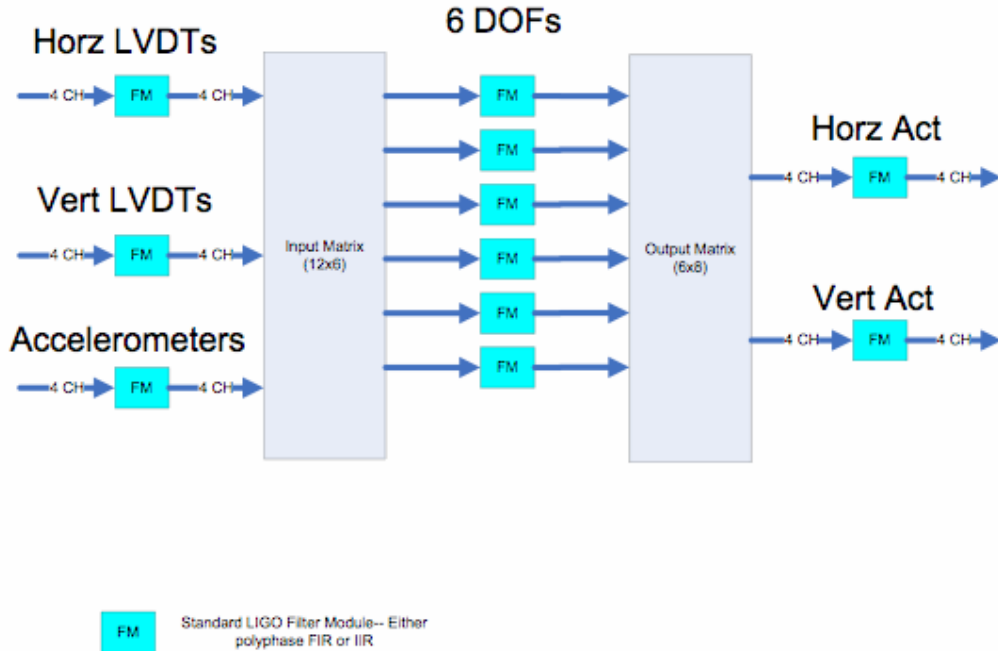 6 DOFs
Horz LVDTs
4 CH
FM
4 CH
Vert LVDTs
4 CH
FM
4 CH
Accelerometers
4 CH
FM
4 CH
Input Matrix
(12x6)
FM
FM
FM
FM
FM
FM
Output Matrix
(6x8)
Horz Act
4 CH
FM
4 CH
Vert Act
4 CH
FM
4 CH
FM
Standard LIGO Filter Module-- Either
polyphase FIR or IIR